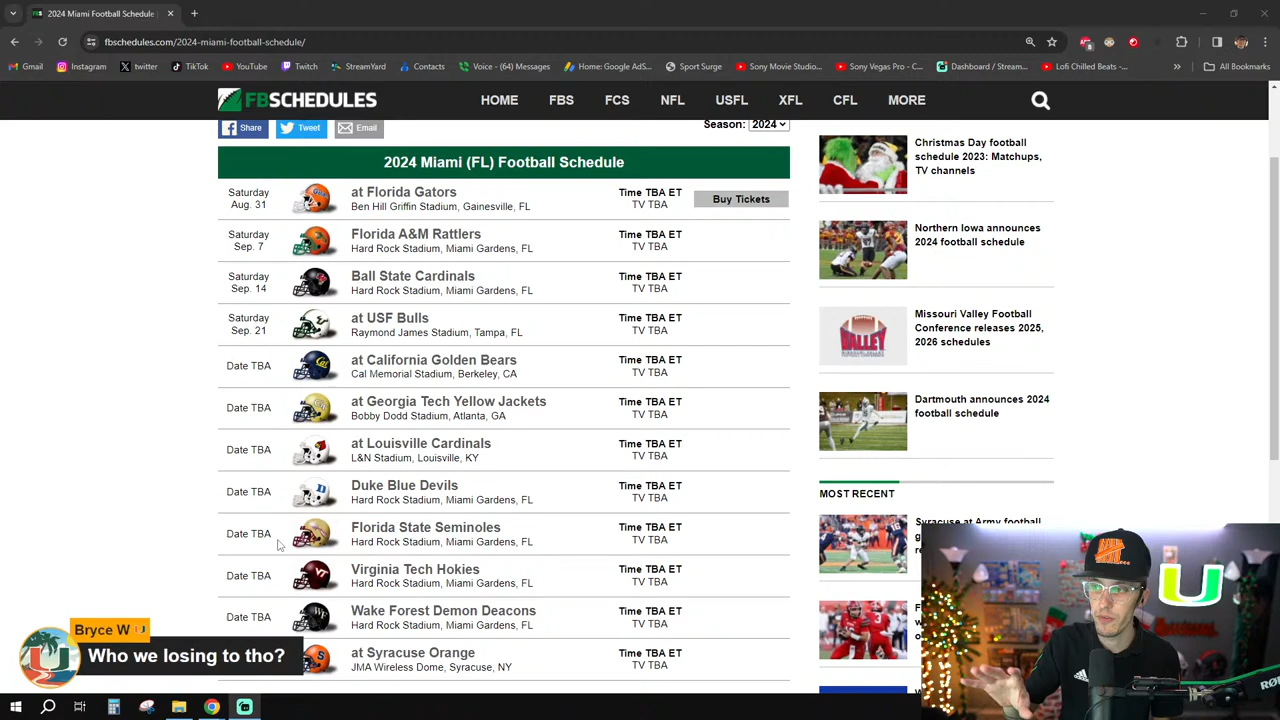 2024 Miami Football Schedule
fbschedules.com/2024-miami-football-schedule/
Gmail Instagram twitter TikTok YouTube Twitch StreamYard Contacts Voice - (64) Messages Home: Google AdS... Sport Surge Sony Movie Studio... Sony Vegas Pro - C... Dashboard / Stream... Lofi Chilled Beats -... » All Bookmarks
FBSCHEDULES HOME FBS FCS NFL USFL XFL CFL MORE
Share Tweet Email Season: 2024
2024 Miami (FL) Football Schedule
Saturday
Aug. 31
at Florida Gators
Ben Hill Griffin Stadium, Gainesville, FL
Time TBA ET
TV TBA
Buy Tickets
Saturday
Sep. 7
Florida A&M Rattlers
Hard Rock Stadium, Miami Gardens, FL
Time TBA ET
TV TBA
Saturday
Sep. 14
Ball State Cardinals
Hard Rock Stadium, Miami Gardens, FL
Time TBA ET
TV TBA
Saturday
Sep. 21
at USF Bulls
Raymond James Stadium, Tampa, FL
Time TBA ET
TV TBA
Date TBA
at California Golden Bears
Cal Memorial Stadium, Berkeley, CA
Time TBA ET
TV TBA
Date TBA
at Georgia Tech Yellow Jackets
Bobby Dodd Stadium, Atlanta, GA
Time TBA ET
TV TBA
Date TBA
at Louisville Cardinals
L&N Stadium, Louisville, KY
Time TBA ET
TV TBA
Date TBA
Duke Blue Devils
Hard Rock Stadium, Miami Gardens, FL
Time TBA ET
TV TBA
Date TBA
Florida State Seminoles
Hard Rock Stadium, Miami Gardens, FL
Time TBA ET
TV TBA
Date TBA
Virginia Tech Hokies
Hard Rock Stadium, Miami Gardens, FL
Time TBA ET
TV TBA
Date TBA
Wake Forest Demon Deacons
Hard Rock Stadium, Miami Gardens, FL
Time TBA ET
TV TBA
at Syracuse Orange
JMA Wireless Dome, Syracuse, NY
Time TBA ET
TV TBA
Christmas Day football
schedule 2023: Matchups,
TV channels
Northern Iowa announces
2024 football schedule
Missouri Valley Football
Conference releases 2025,
2026 schedules
VALLEY
Dartmouth announces 2024
football schedule
MOST RECENT
Syracuse at Army football
Bryce W
Who we losing to tho?